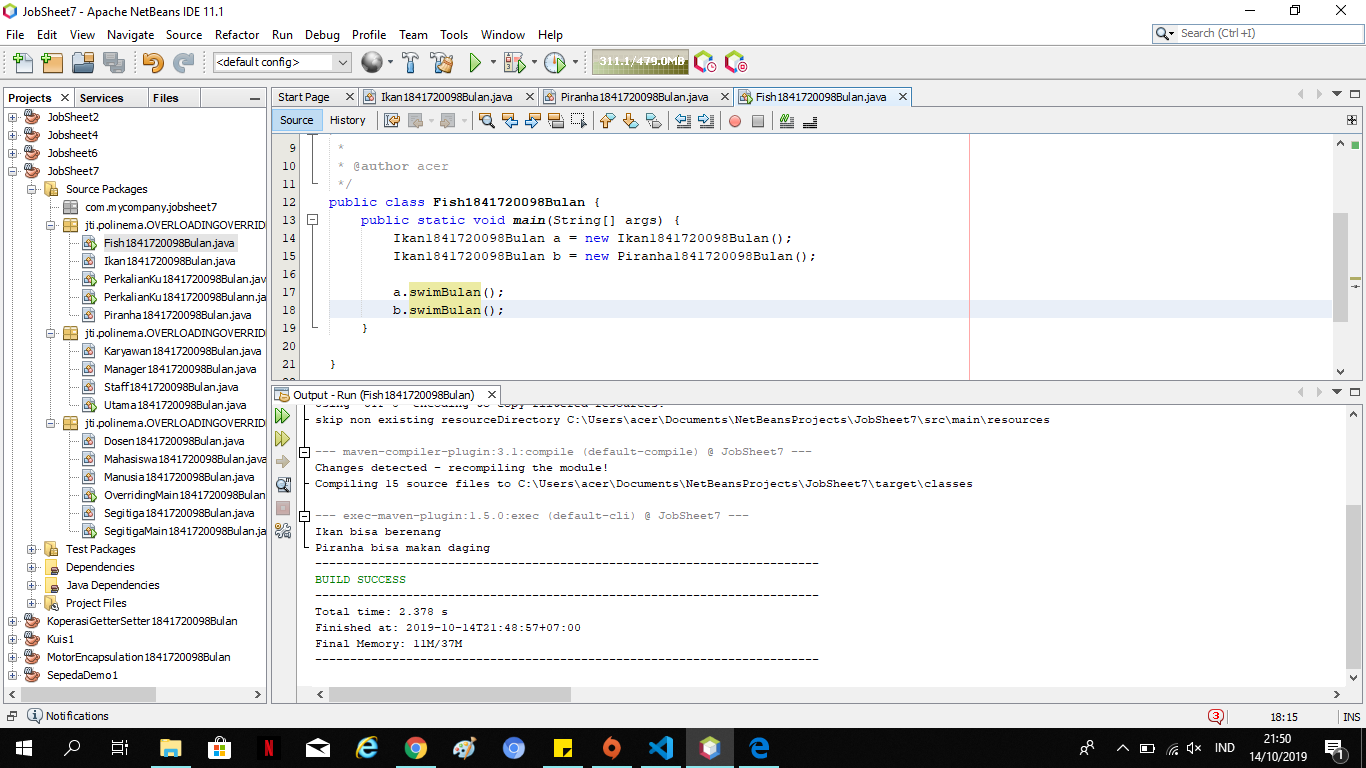 JobSheet7 - Apache NetBeans IDE 11.1
File Edit View Navigate Source Refactor Run Debug Profile Team Tools Window Help
Search (Ctrl+I)
<default config>
311.1/479.0MB
Projects Services Files
JobSheet2
Jobsheet4
Jobsheet6
JobSheet7
Source Packages
com.mycompany.jobsheet7
jti.polinema.OVERLOADINGOVERRID
Fish1841720098Bulan.java
Ikan1841720098Bulan.java
PerkalianKu1841720098Bulan.jav
PerkalianKu1841720098Bulann.ja
Piranha1841720098Bulan.java
jti.polinema.OVERLOADINGOVERRID
Karyawan1841720098Bulan.java
Manager1841720098Bulan.java
Staff1841720098Bulan.java
Utama1841720098Bulan.java
jti.polinema.OVERLOADINGOVERRID
Dosen1841720098Bulan.java
Mahasiswa1841720098Bulan.java
Manusia1841720098Bulan.java
OverridingMain1841720098Bulan
Segitiga1841720098Bulan.java
SegitigaMain1841720098Bulan.ja
Test Packages
Dependencies
Java Dependencies
Project Files
KoperasiGetterSetter1841720098Bulan
Kuis1
MotorEncapsulation1841720098Bulan
SepedaDemo1
Start Page Ikan1841720098Bulan.java Piranha1841720098Bulan.java Fish1841720098Bulan.java
Source History
9 *
10 * @author acer
11 */
12 public class Fish1841720098Bulan {
13 public static void main(String[] args) {
14 Ikan1841720098Bulan a = new Ikan1841720098Bulan();
15 Ikan1841720098Bulan b = new Piranha1841720098Bulan();
16
17 a.swimBulan();
18 b.swimBulan();
19 }
20
21 }
Output - Run (Fish1841720098Bulan)
skip non existing resourceDirectory C:\Users\acer\Documents\NetBeansProjects\JobSheet7\src\main\resources
--- maven-compiler-plugin:3.1:compile (default-compile) @ JobSheet7 ---
Changes detected - recompiling the module!
Compiling 15 source files to C:\Users\acer\Documents\NetBeansProjects\JobSheet7\target\classes
--- exec-maven-plugin:1.5.0:exec (default-cli) @ JobSheet7 ---
Ikan bisa berenang
Piranha bisa makan daging
------------------------------------------------------------------------
BUILD SUCCESS
------------------------------------------------------------------------
Total time: 2.378 s
Finished at: 2019-10-14T21:48:57+07:00
Final Memory: 11M/37M
------------------------------------------------------------------------
Notifications
3
18:15
INS
IND
21:50
14/10/2019
1